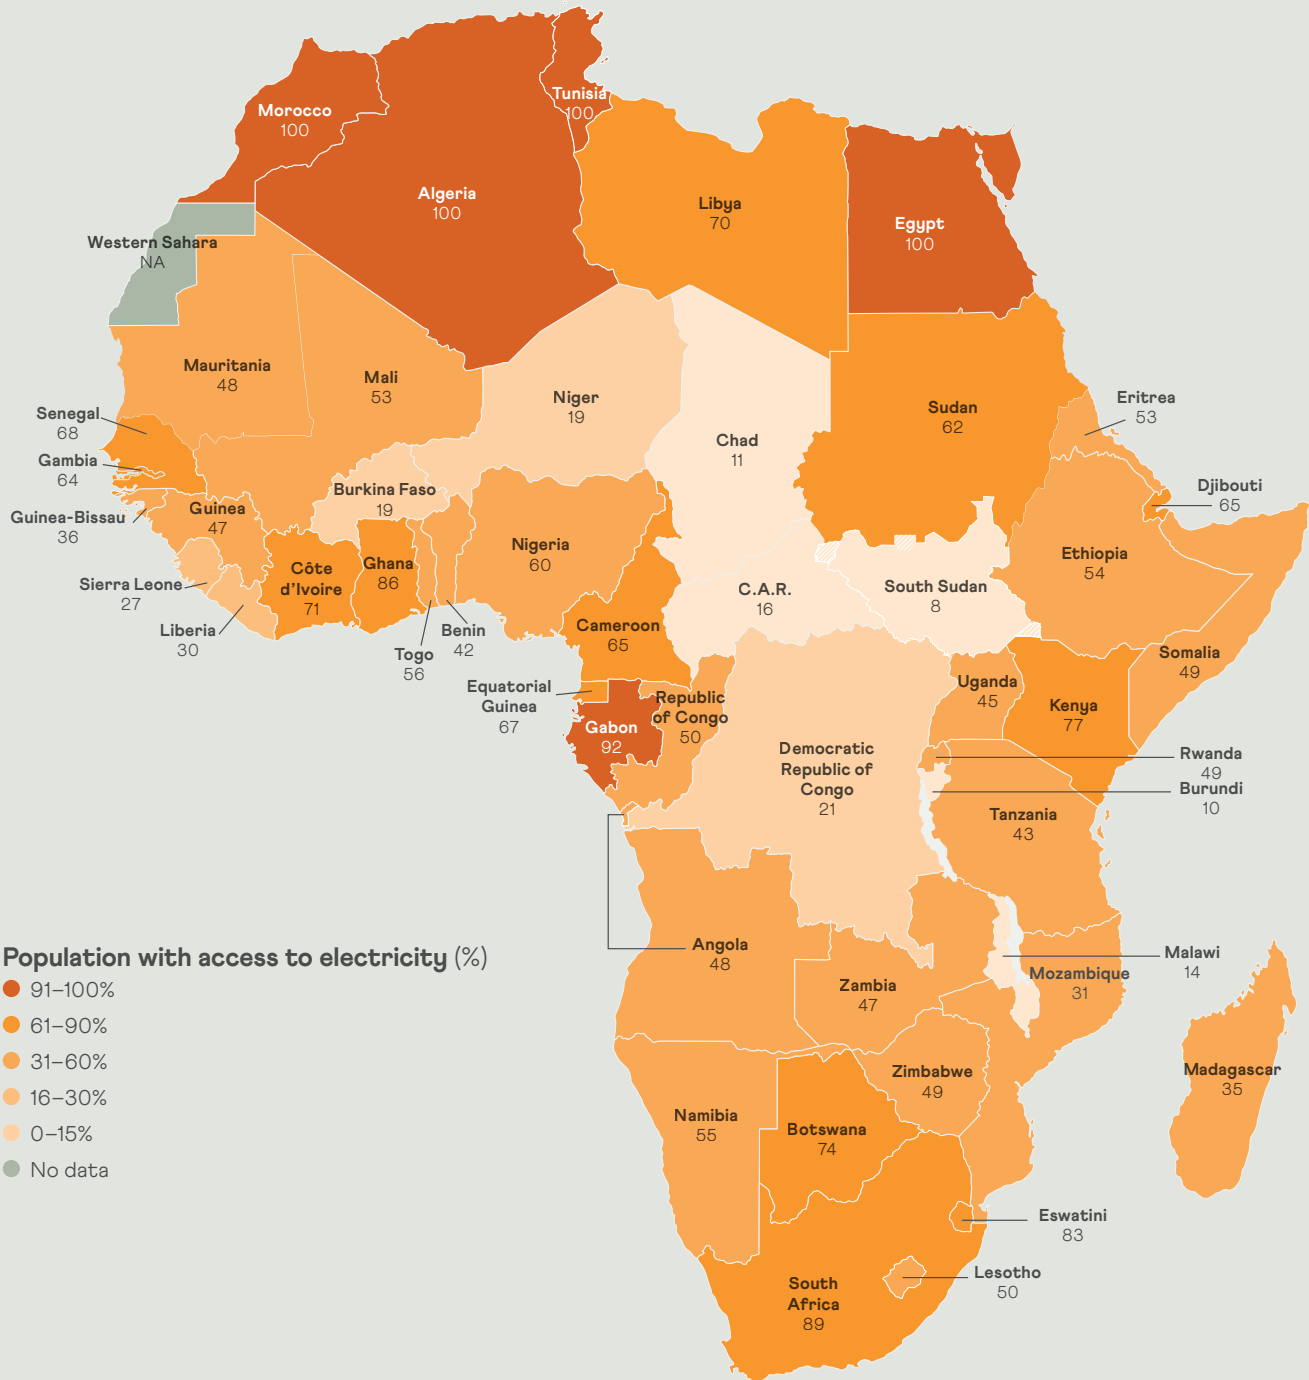 Tunisia
100
Morocco
100
Algeria
100
Libya
70
Egypt
100
Western Sahara
NA
Mauritania
48
Mali
53
Niger
19
Chad
11
Sudan
62
Eritrea
53
Senegal
68
Gambia
64
Guinea-Bissau
36
Guinea
47
Burkina Faso
19
Djibouti
65
Sierra Leone
27
Liberia
30
Côte
d’Ivoire
71
Ghana
86
Togo
56
Benin
42
Nigeria
60
Cameroon
65
C.A.R.
16
South Sudan
8
Ethiopia
54
Somalia
49
Equatorial
Guinea
67
Gabon
92
Republic
of Congo
50
Democratic
Republic of
Congo
21
Uganda
45
Kenya
77
Rwanda
49
Burundi
10
Tanzania
43
Angola
48
Zambia
47
Malawi
14
Mozambique
31
Madagascar
35
Zimbabwe
49
Namibia
55
Botswana
74
Eswatini
83
Lesotho
50
South
Africa
89
Population with access to electricity (%)
91–100%
61–90%
31–60%
16–30%
0–15%
No data